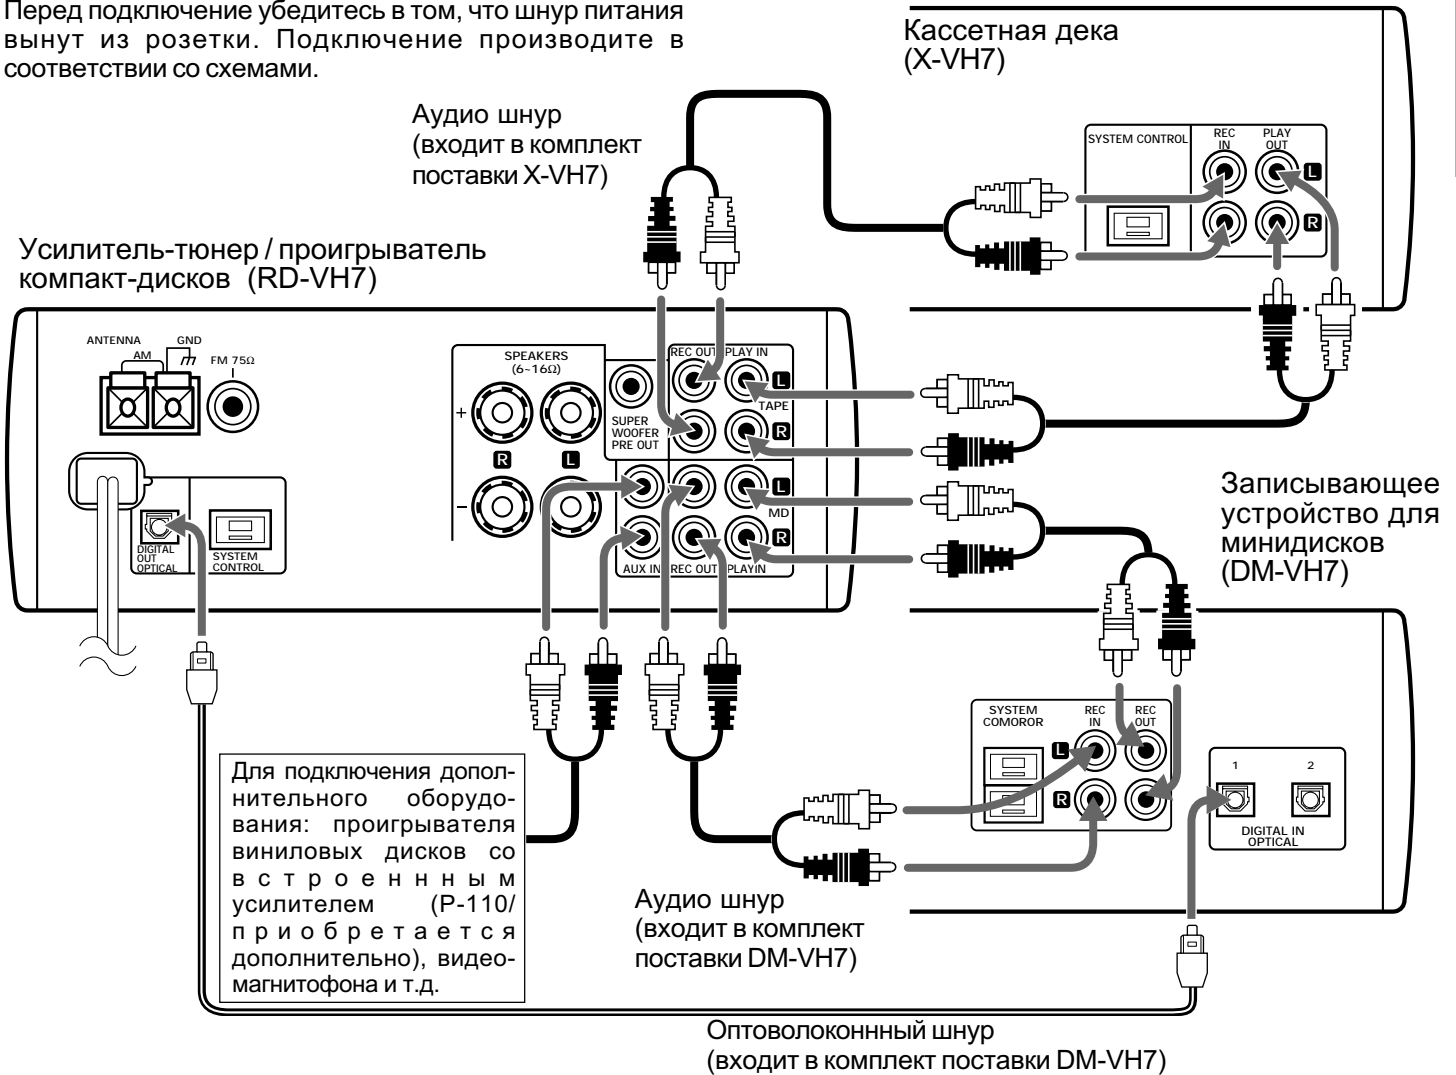 Перед подключение убедитесь в том, что шнур питания
вынут из розетки. Подключение производите в
соответствии со схемами.
Кассетная дека
(X-VH7)
Аудио шнур
(входит в комплект
поставки X-VH7)
SYSTEM CONTROL
REC
IN
PLAY
OUT
L
R
Усилитель-тюнер / проигрыватель
компакт-дисков (RD-VH7)
ANTENNA
GND
AM
FM 75Ω
SPEAKERS
(6~16Ω)
+
−
R
L
SUPER
WOOFER
PRE OUT
REC OUT
PLAY IN
L
TAPE
R
L
MD
R
AUX IN
REC OUT
PLAYIN
DIGITAL
OUT
OPTICAL
SYSTEM
CONTROL
Записывающее
устройство для
минидисков
(DM-VH7)
SYSTEM
COMOROR
REC
IN
REC
OUT
L
R
1
2
DIGITAL IN
OPTICAL
Для подключения допол-
нительного оборудо-
вания: проигрывателя
виниловых дисков со
встроеннным
усилителем (P-110/
приобретается
дополнительно), видео-
магнитофона и т.д.
Аудио шнур
(входит в комплект
поставки DM-VH7)
Оптоволоконнный шнур
(входит в комплект поставки DM-VH7)